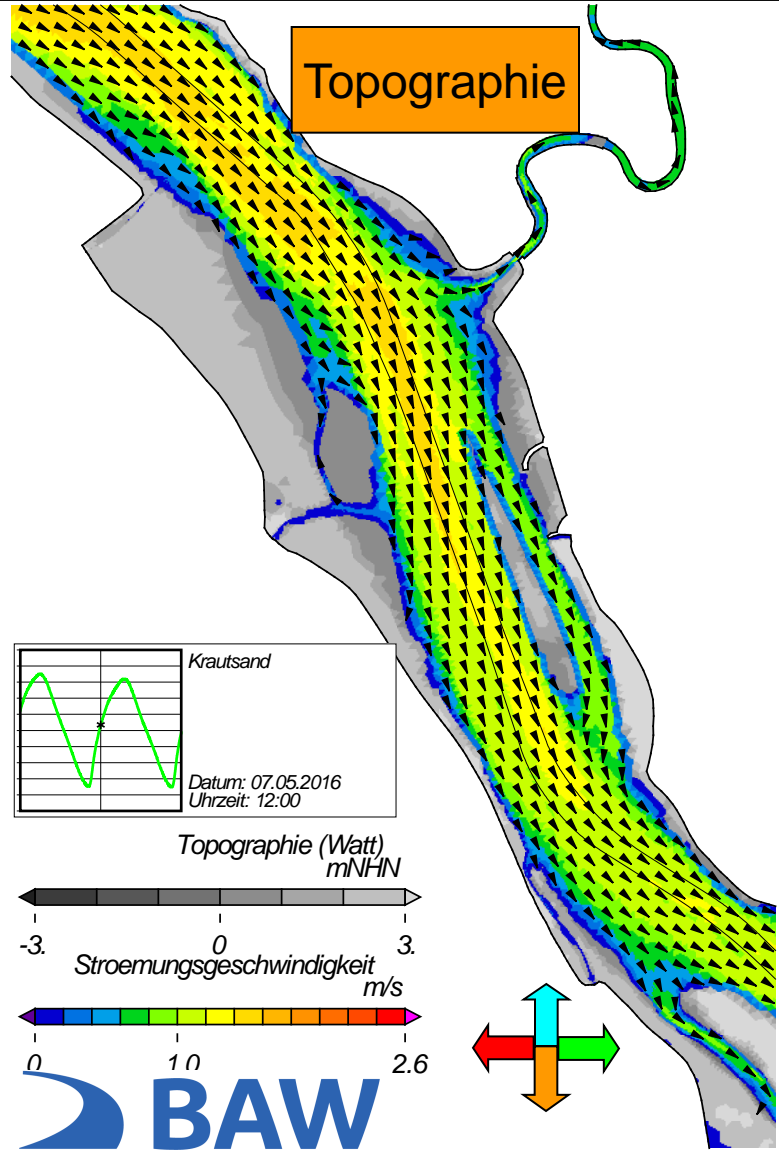 Topographie
Krautsand
Datum: 07.05.2016
Uhrzeit: 12:00
Topographie (Watt)
mNHN
-3. 0 3.
Stroemungsgeschwindigkeit
m/s
0 1.0 2.6
BAW